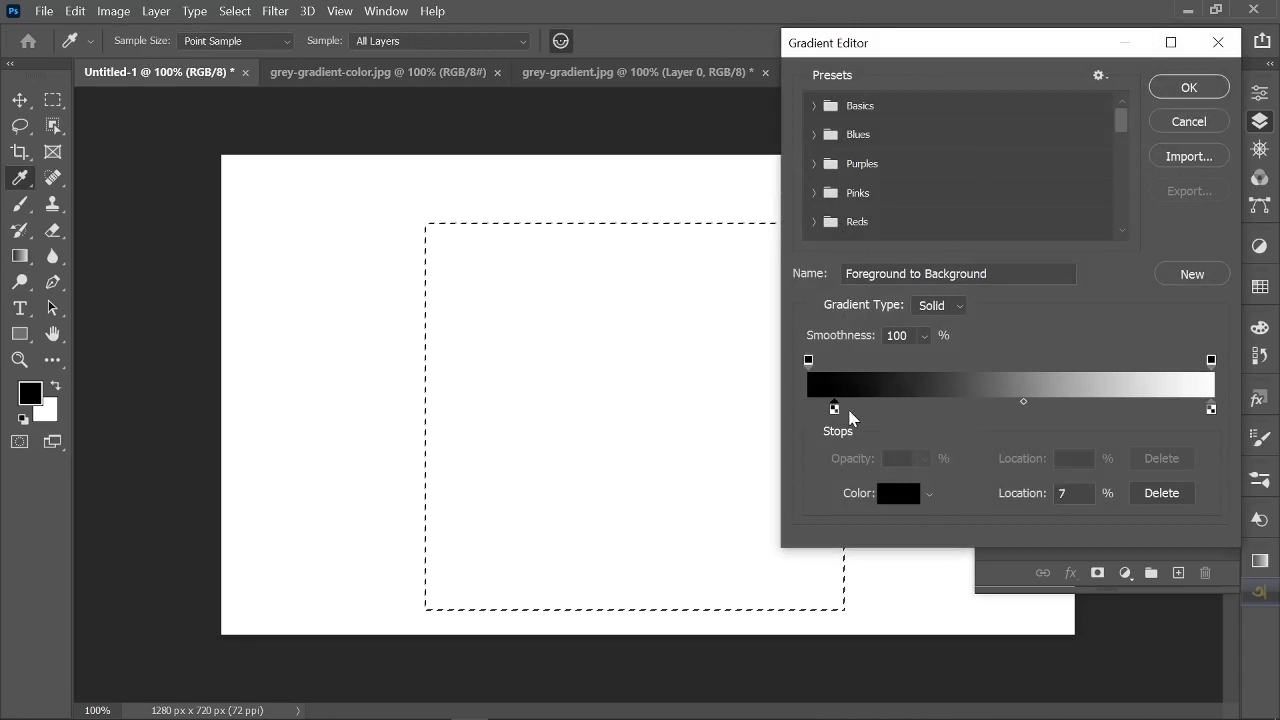 Ps File Edit Image Layer Type Select Filter 3D View Window Help
Sample Size: Point Sample Sample: All Layers
Untitled-1 @ 100% (RGB/8) * × grey-gradient-color.jpg @ 100% (RGB/8#) × grey-gradient.jpg @ 100% (Layer 0, RGB/8) * ×
Gradient Editor
Presets
Basics
Blues
Purples
Pinks
Reds
OK
Cancel
Import...
Export...
Name: Foreground to Background
New
Gradient Type: Solid
Smoothness: 100 %
Stops
Opacity: % Location: % Delete
Color: Location: 7 % Delete
fx
100% 1280 px x 720 px (72 ppi)